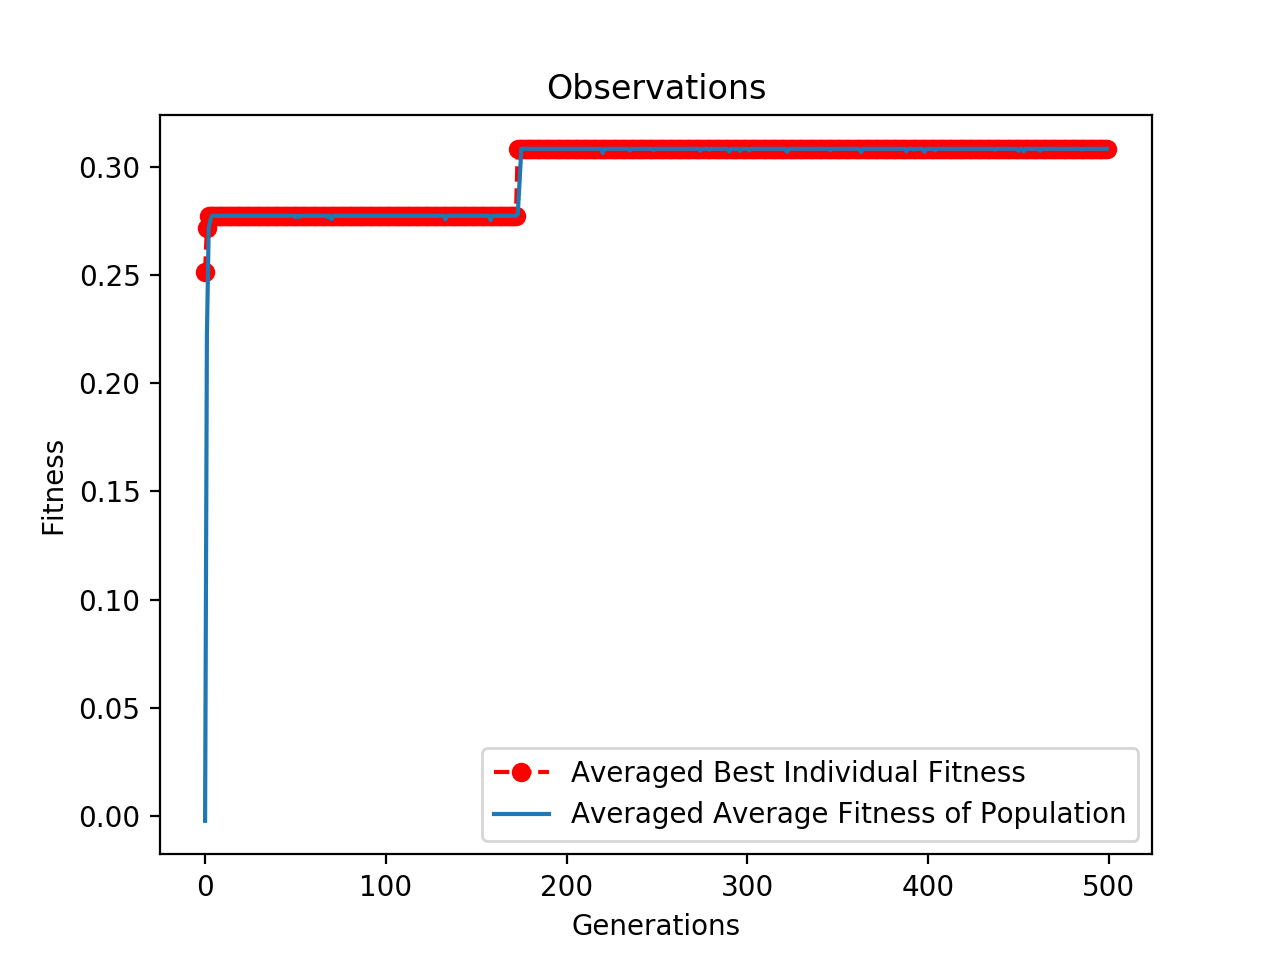 Observations
0.30
0.25
0.20
0.15
0.10
0.05
0.00
Fitness
Averaged Best Individual Fitness
Averaged Average Fitness of Population
0 100 200 300 400 500
Generations